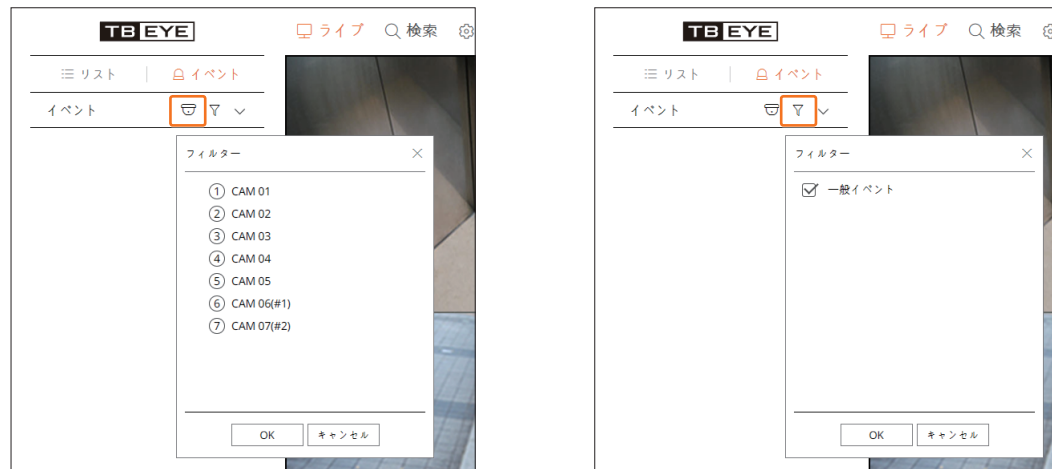 TB EYE ライブ 検索
リスト イベント
イベント
フィルター
① CAM 01
② CAM 02
③ CAM 03
④ CAM 04
⑤ CAM 05
⑥ CAM 06(#1)
⑦ CAM 07(#2)
OK キャンセル
TB EYE ライブ 検索
リスト イベント
イベント
フィルター
一般イベント
OK キャンセル